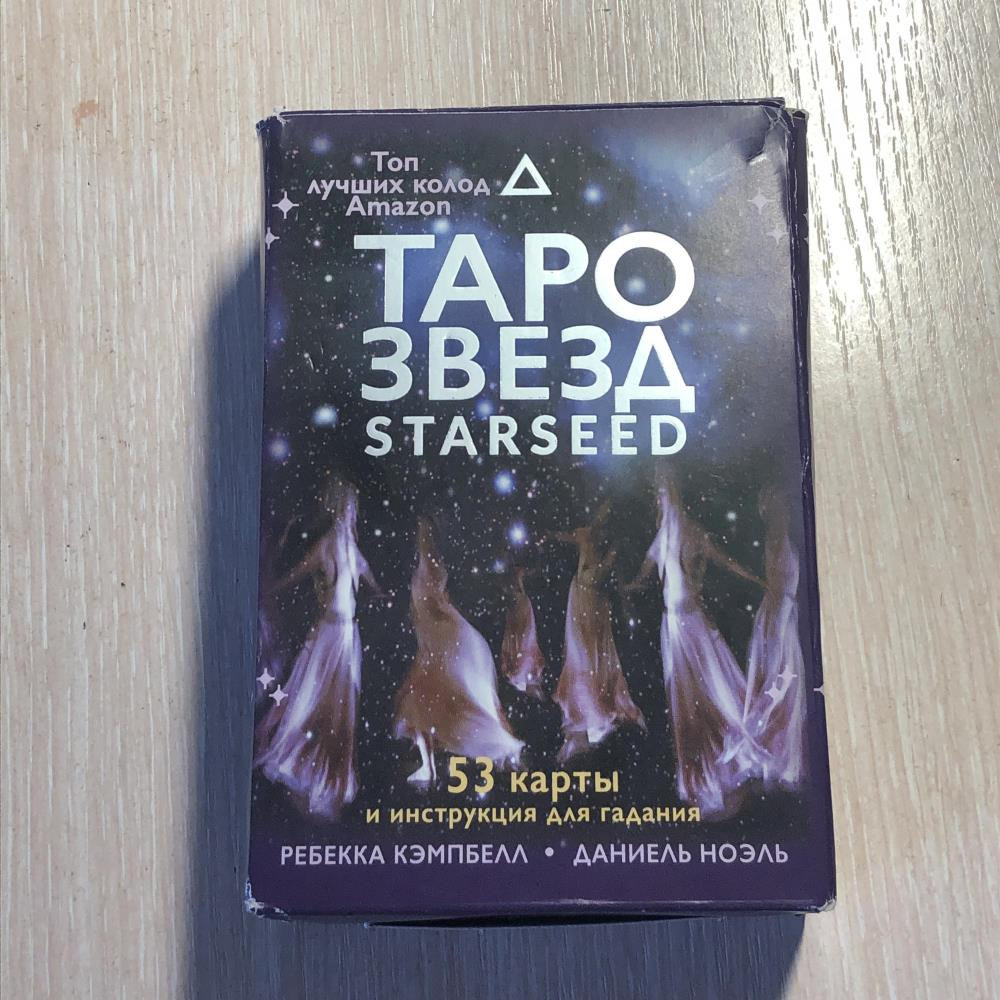 Топ
лучших колод
Amazon
ТАРО
ЗВЕЗД
STARSEED
53 карты
и инструкция для гадания
РЕБЕККА КЭМПБЕЛЛ • ДАНИЕЛЬ НОЭЛЬ